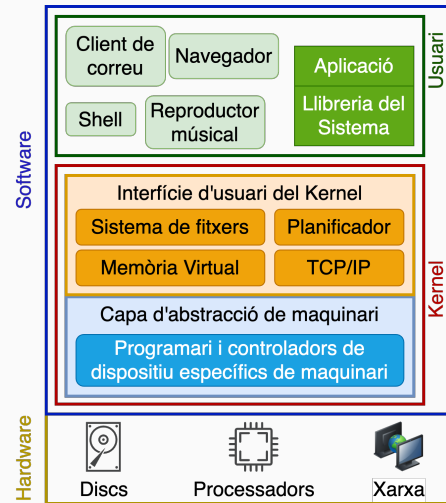 Client de
correu
Navegador
Aplicació
Shell
Reproductor
músical
Llibreria del
Sistema
Usuari
Software
Interfície d'usuari del Kernel
Sistema de fitxers
Planificador
Memòria Virtual
TCP/IP
Capa d'abstracció de maquinari
Programari i controladors de
dispositiu específics de maquinari
Kernel
Hardware
Discs
Processadors
Xarxa